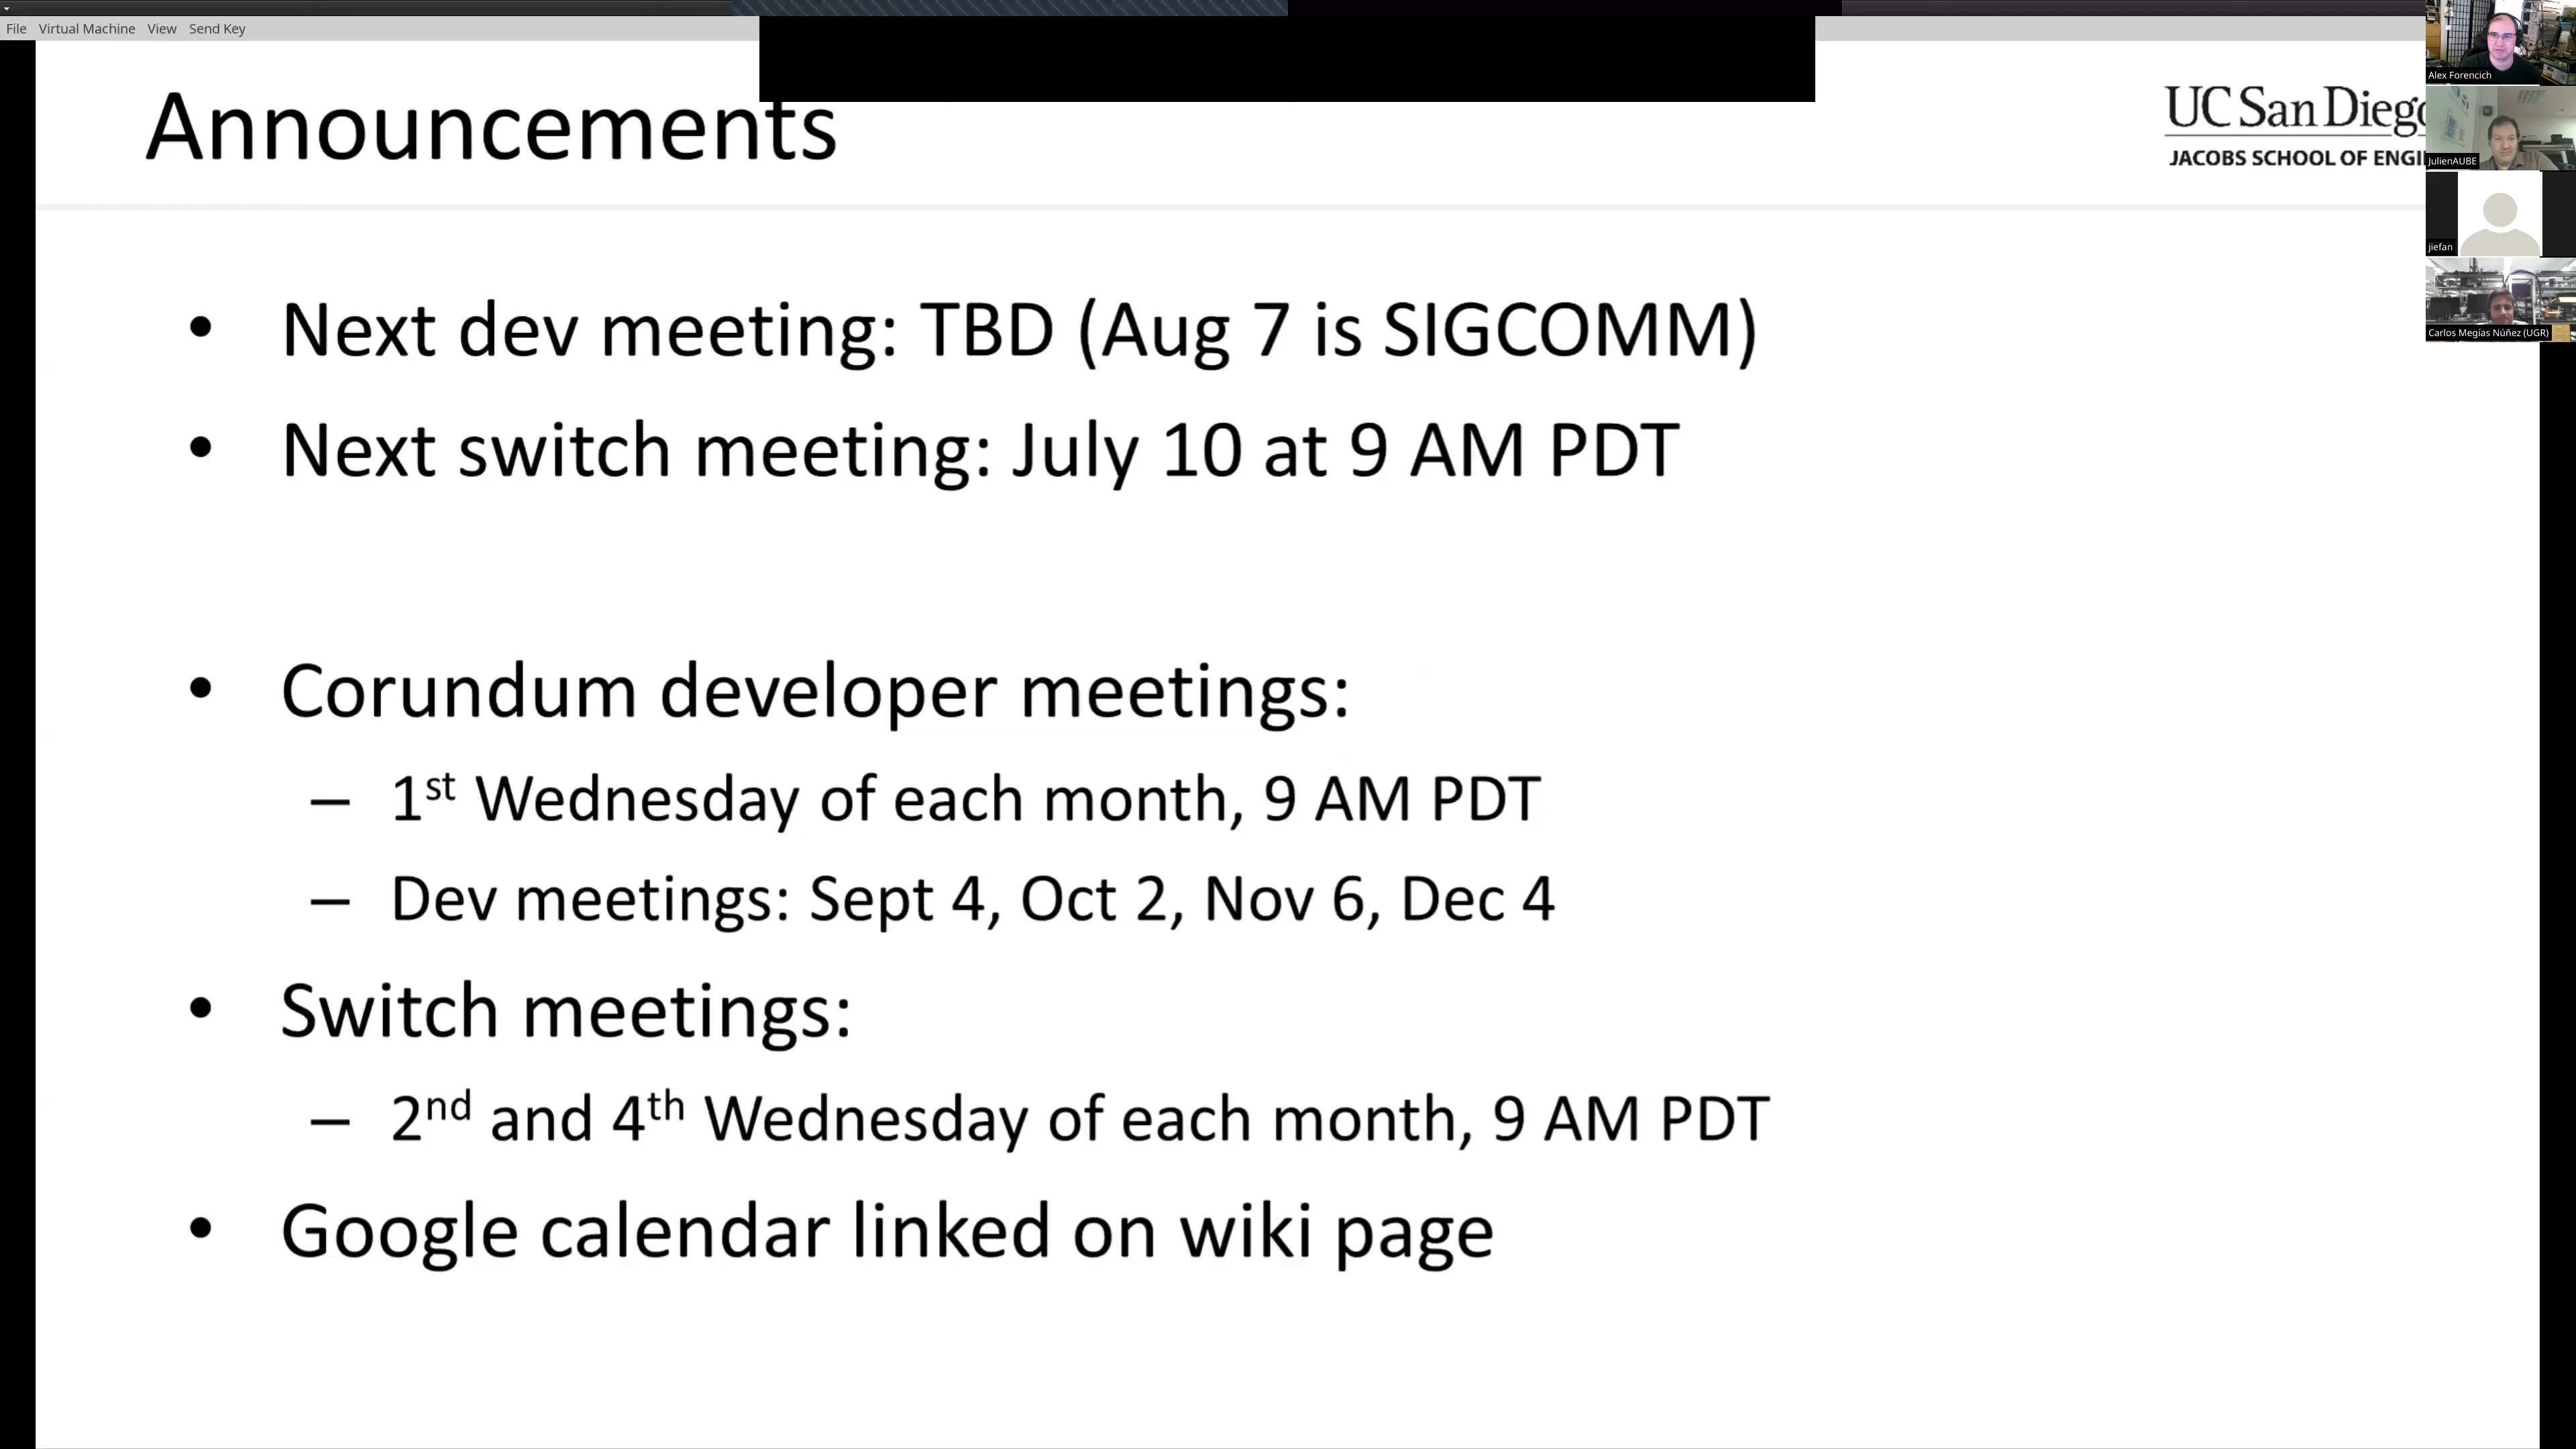 File Virtual Machine View Send Key
Announcements
UC San Diego
JACOBS SCHOOL OF
• Next dev meeting: TBD (Aug 7 is SIGCOMM)
• Next switch meeting: July 10 at 9 AM PDT
• Corundum developer meetings:
– 1st Wednesday of each month, 9 AM PDT
– Dev meetings: Sept 4, Oct 2, Nov 6, Dec 4
• Switch meetings:
– 2nd and 4th Wednesday of each month, 9 AM PDT
• Google calendar linked on wiki page
Alex Forencich
JulienAUBE
jiefan
Carlos Megías Núñez (UGR)